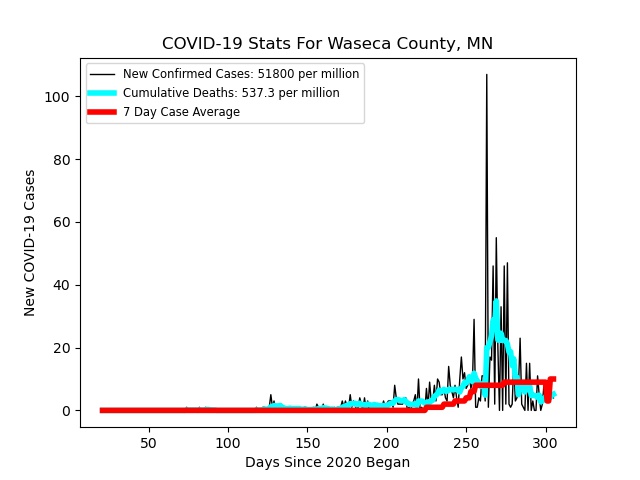 COVID-19 Stats For Waseca County, MN
New Confirmed Cases: 51800 per million
Cumulative Deaths: 537.3 per million
7 Day Case Average
New COVID-19 Cases
100
80
60
40
20
0
50 100 150 200 250 300
Days Since 2020 Began